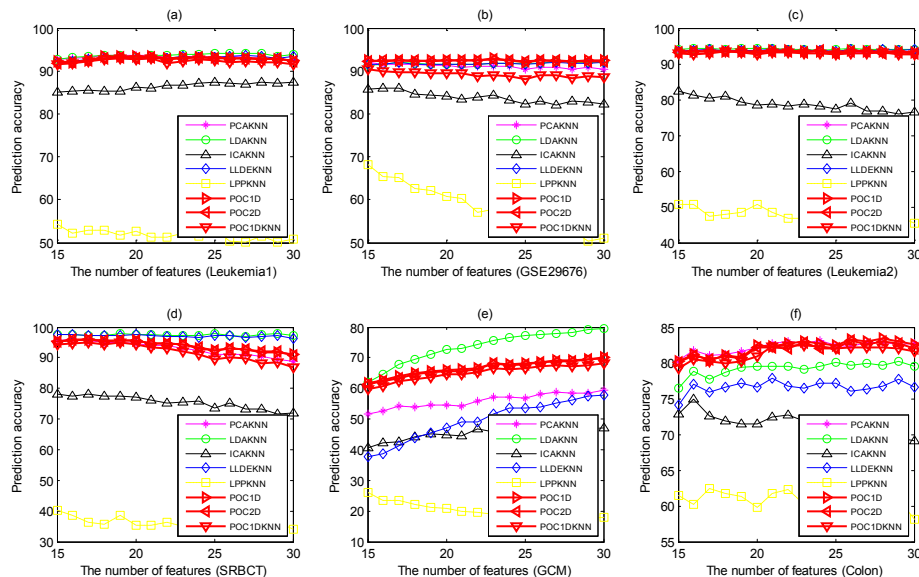 (a)
100
90
80
70
60
50
Prediction accuracy
PCAKNN
LDAKNN
ICAKNN
LLDEKNN
LPPKNN
POC1D
POC2D
POC1DKNN
15 20 25 30
The number of features (Leukemia1)
(b)
100
90
80
70
60
50
Prediction accuracy
PCAKNN
LDAKNN
ICAKNN
LLDEKNN
LPPKNN
POC1D
POC2D
POC1DKNN
15 20 25 30
The number of features (GSE29676)
(c)
100
90
80
70
60
50
40
Prediction accuracy
PCAKNN
LDAKNN
ICAKNN
LLDEKNN
LPPKNN
POC1D
POC2D
POC1DKNN
15 20 25 30
The number of features (Leukemia2)
(d)
100
90
80
70
60
50
40
30
Prediction accuracy
PCAKNN
LDAKNN
ICAKNN
LLDEKNN
LPPKNN
POC1D
POC2D
POC1DKNN
15 20 25 30
The number of features (SRBCT)
(e)
80
70
60
50
40
30
20
10
Prediction accuracy
PCAKNN
LDAKNN
ICAKNN
LLDEKNN
LPPKNN
POC1D
POC2D
POC1DKNN
15 20 25 30
The number of features (GCM)
(f)
85
80
75
70
65
60
55
Prediction accuracy
PCAKNN
LDAKNN
ICAKNN
LLDEKNN
LPPKNN
POC1D
POC2D
POC1DKNN
15 20 25 30
The number of features (Colon)